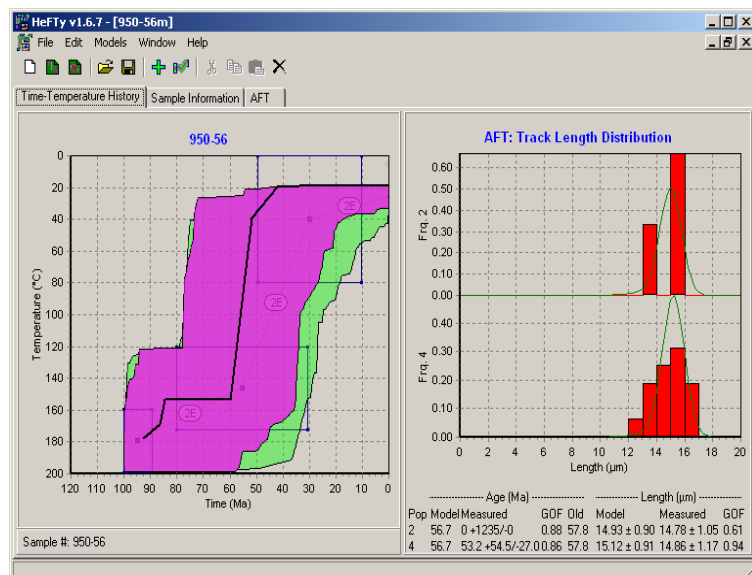 HeFTy v1.6.7 - [950-56m]
File Edit Models Window Help
Time-Temperature History Sample Information AFT
950-56
Temperature (°C)
0
20
40
60
80
100
120
140
160
180
200
2E
2E
2E
120 110 100 90 80 70 60 50 40 30 20 10 0
Time (Ma)
Sample #: 950-56
AFT: Track Length Distribution
Frq. 2
0.60
0.50
0.40
0.30
0.20
0.10
0.00
Frq. 4
0.40
0.30
0.20
0.10
0.00
0 2 4 6 8 10 12 14 16 18 20
Length (µm)
---------- Age (Ma) ---------- ------- Length (µm) -------
Pop Model Measured GOF Old Model Measured GOF
2 56.7 0 +1235/-0 0.88 57.8 14.93 ± 0.90 14.78 ± 1.05 0.61
4 56.7 53.2 +54.5/-27.0 0.86 57.8 15.12 ± 0.91 14.86 ± 1.17 0.94